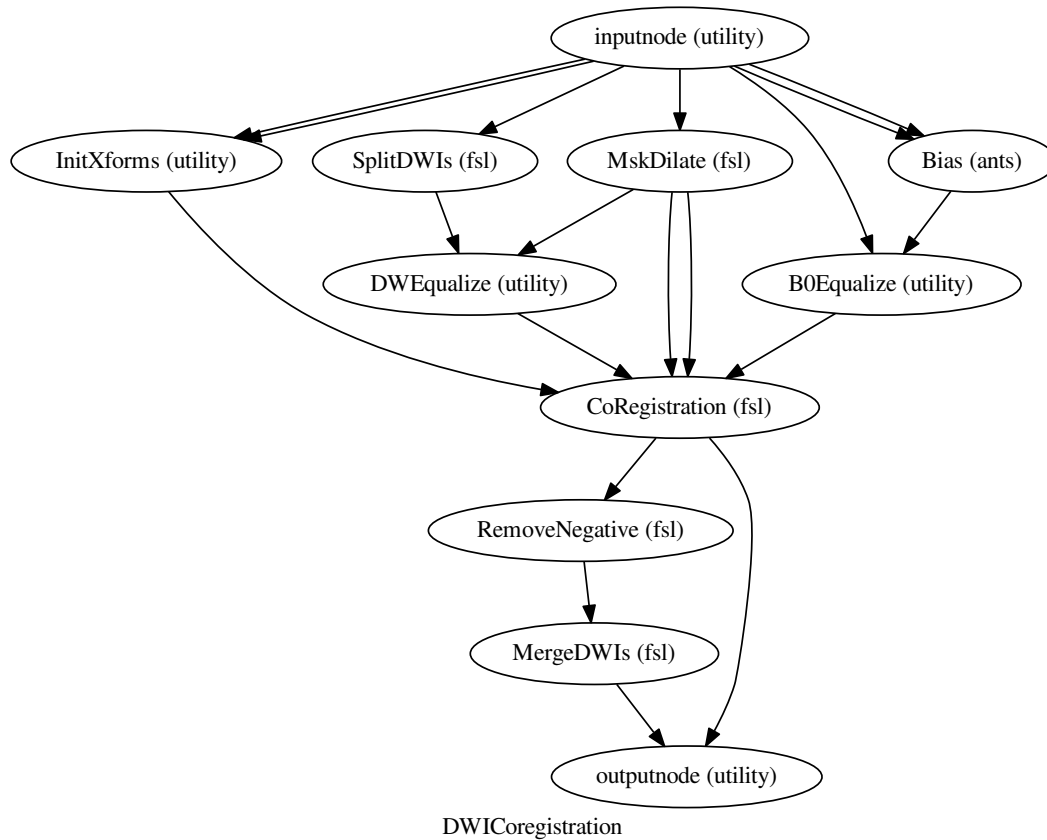 inputnode (utility)
InitXforms (utility)
SplitDWIs (fsl)
MskDilate (fsl)
Bias (ants)
DWEqualize (utility)
B0Equalize (utility)
CoRegistration (fsl)
RemoveNegative (fsl)
MergeDWIs (fsl)
outputnode (utility)
DWICoregistration